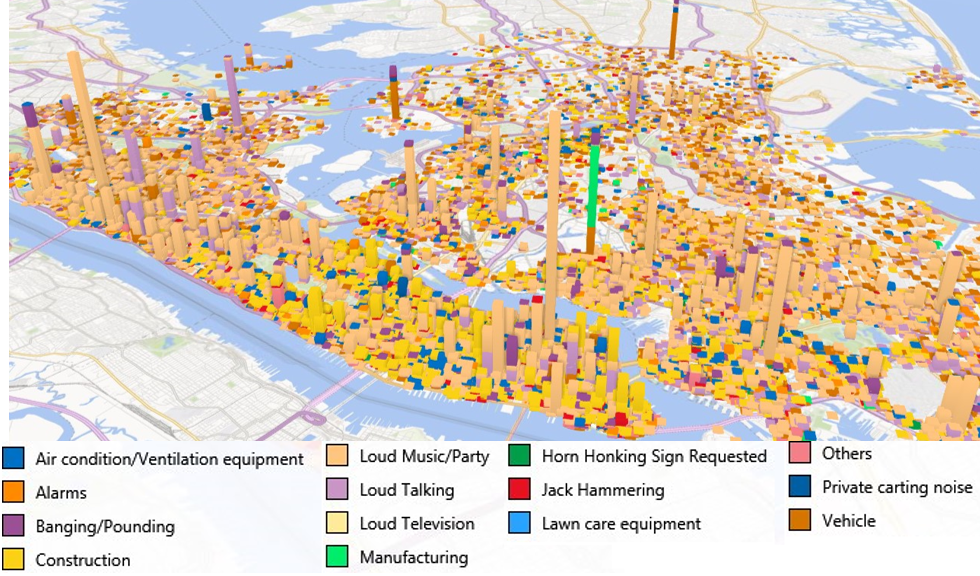 Air condition/Ventilation equipment
Alarms
Banging/Pounding
Construction
Loud Music/Party
Loud Talking
Loud Television
Manufacturing
Horn Honking Sign Requested
Jack Hammering
Lawn care equipment
Others
Private carting noise
Vehicle